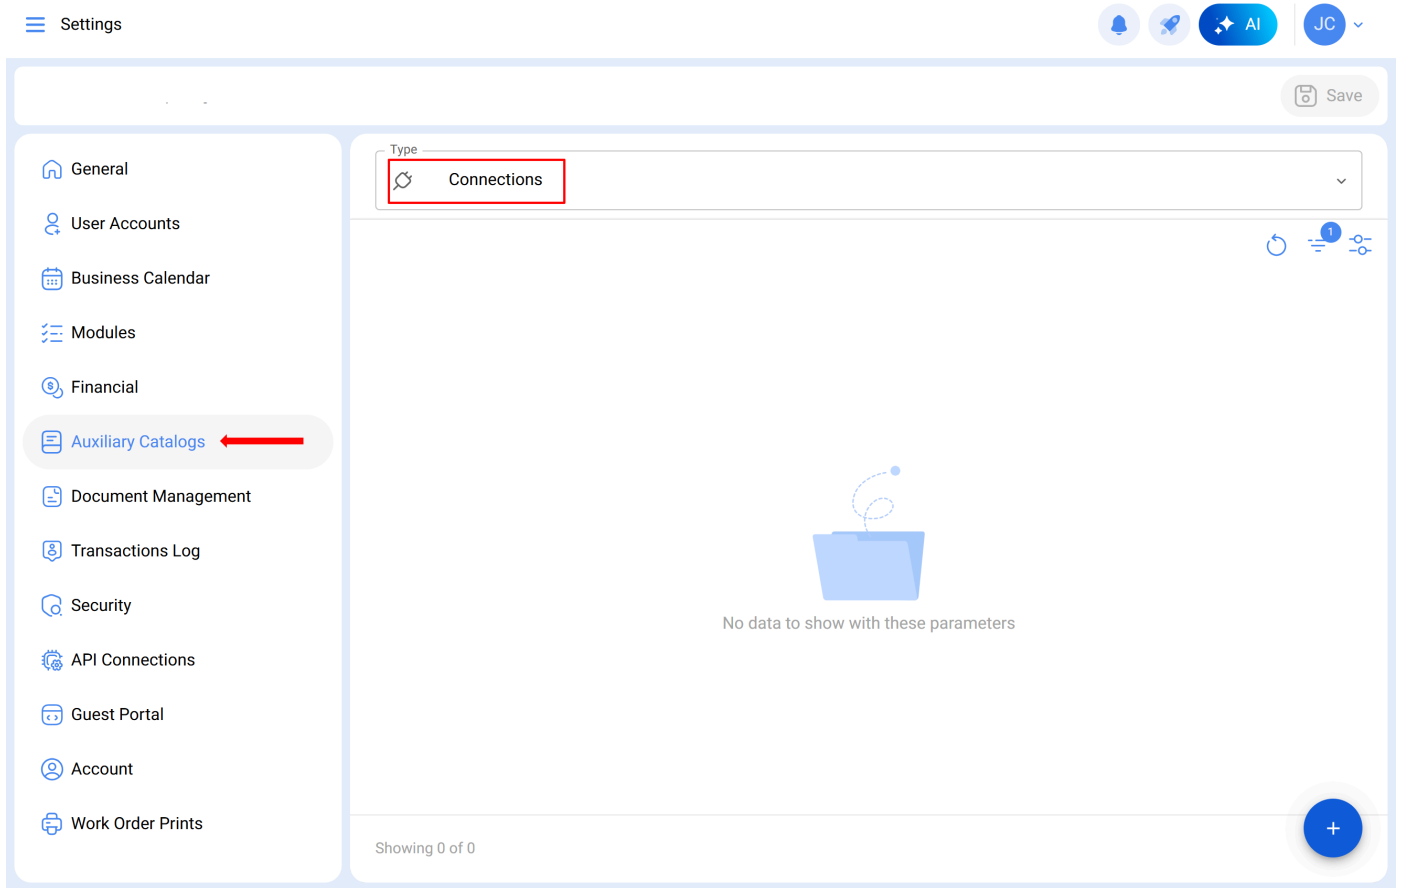 Settings
AI
JC
Save
General
User Accounts
Business Calendar
Modules
Financial
Auxiliary Catalogs
Document Management
Transactions Log
Security
API Connections
Guest Portal
Account
Work Order Prints
Type
Connections
1
No data to show with these parameters
Showing 0 of 0